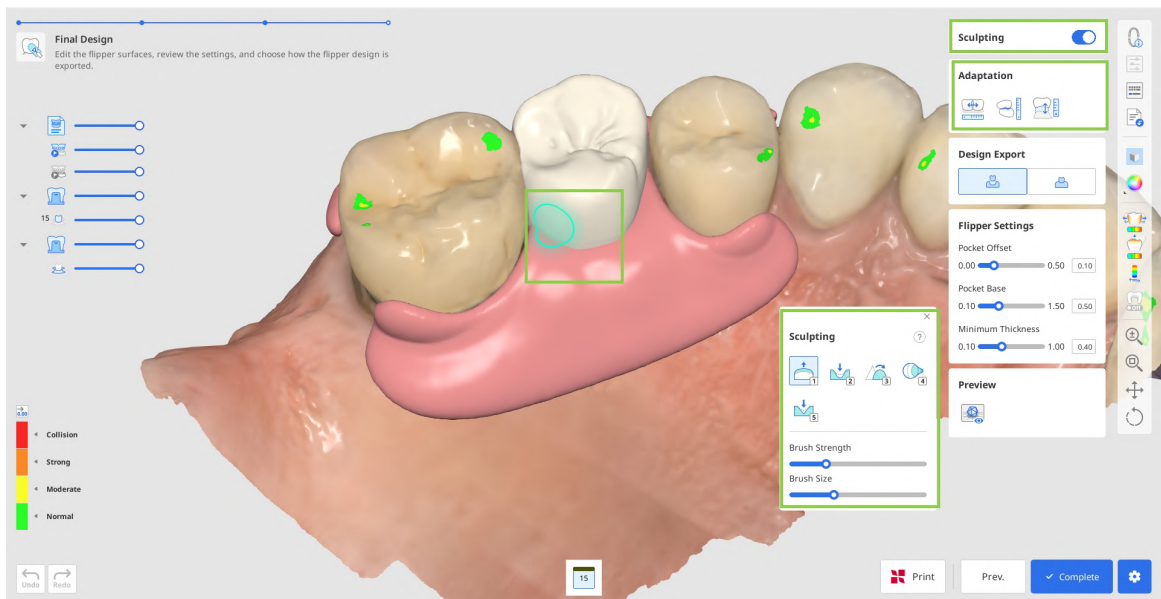 Final Design
Edit the flipper surfaces, review the settings, and choose how the flipper design is
exported.
15
0.00
Collision
Strong
Moderate
Normal
Undo Redo
15
Sculpting
Adaptation
Design Export
Flipper Settings
Pocket Offset
0.00 0.50 0.10
Pocket Base
0.10 1.50 0.50
Minimum Thickness
0.10 1.00 0.40
Preview
Sculpting ?
1 2 3 4
5
Brush Strength
Brush Size
Print Prev. Complete